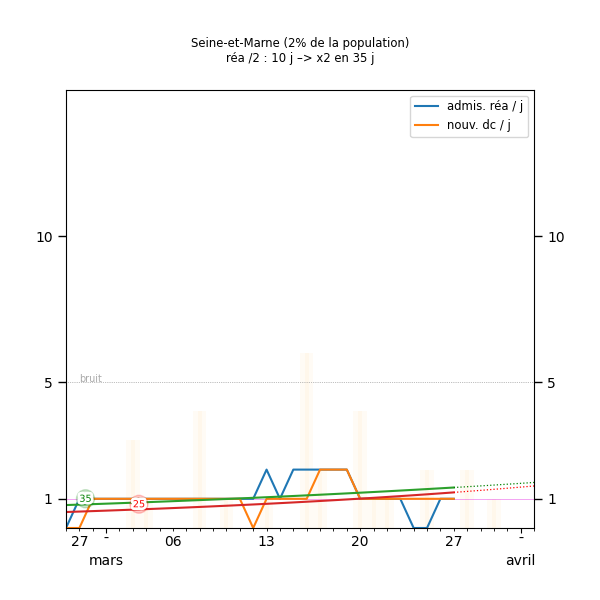 Seine-et-Marne (2% de la population)
réa /2 : 10 j –> x2 en 35 j
admis. réa / j
nouv. dc / j
10 10
bruit
5 5
35
25
1 1
27 - 06 13 20 27 -
mars avril